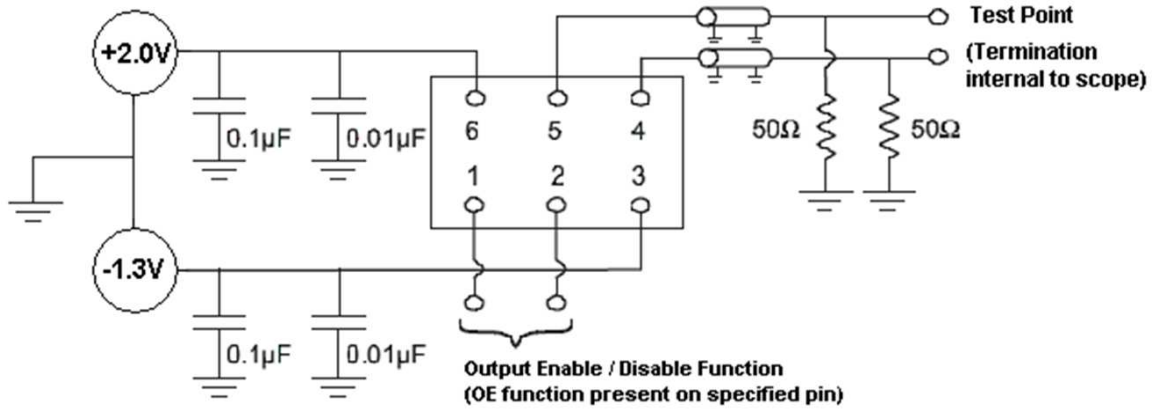 +2.0V
0.1µF
0.01µF
6
5
4
1
2
3
Test Point
(Termination
internal to scope)
50Ω
50Ω
-1.3V
0.1µF
0.01µF
Output Enable / Disable Function
(OE function present on specified pin)